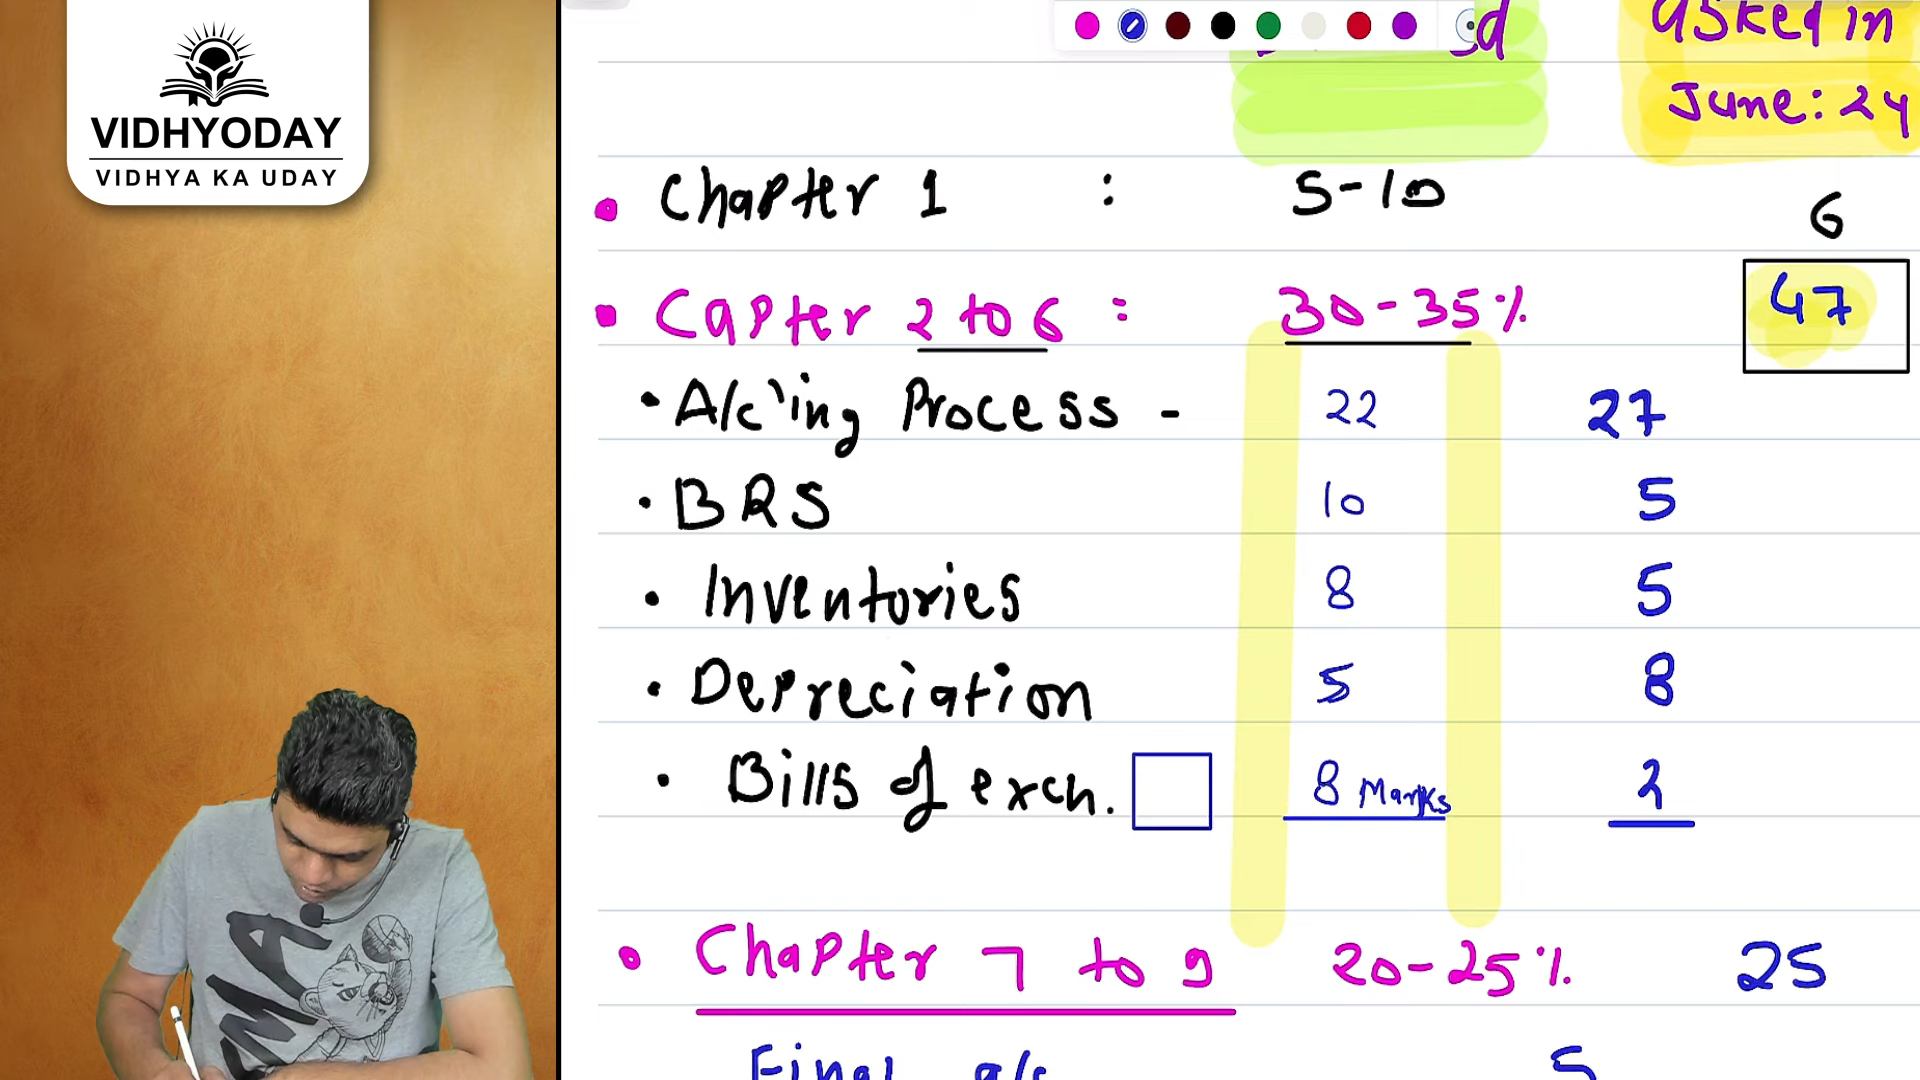 VIDHYODAY
VIDHYA KA UDAY
asked in
June: 24
Chapter 1 : 5-10 6
Capter 2 to 6 : 30-35% 47
A/c'ing Process - 22 27
BRS 10 5
Inventories 8 5
Depreciation 5 8
Bills of exch. 8 Marks 2
Chapter 7 to 9 20-25% 25
Final a/c 5